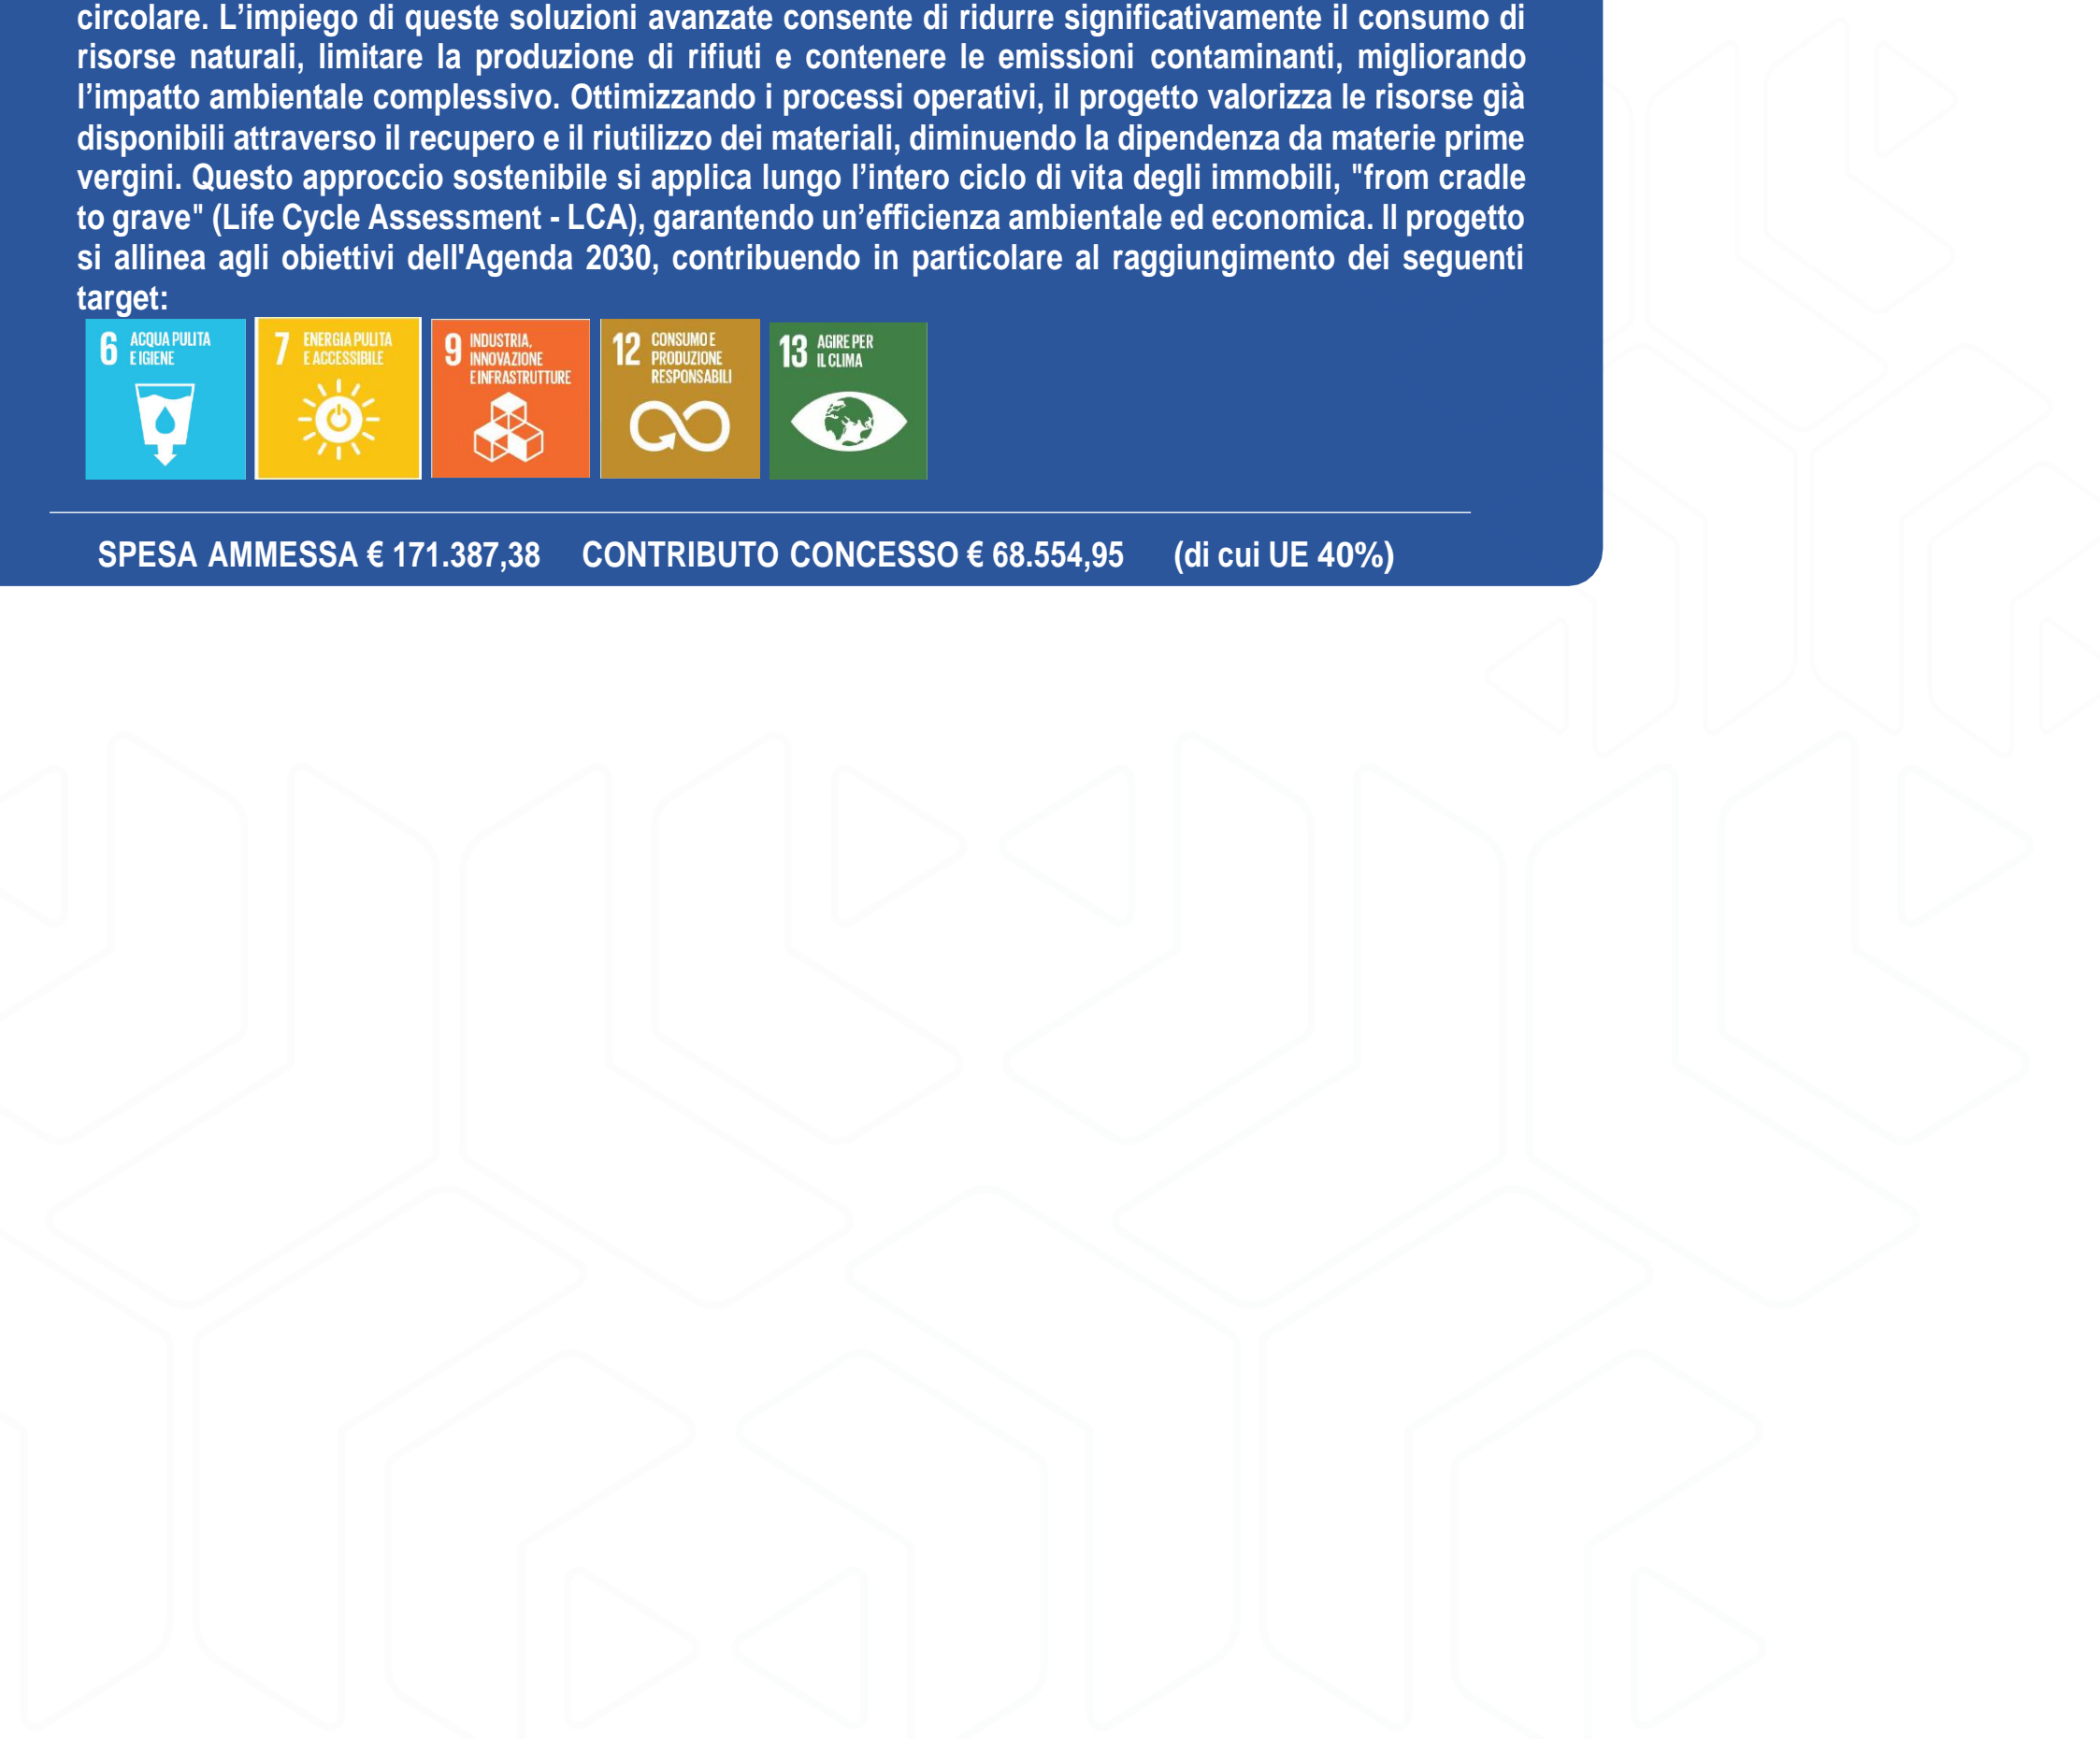 circolare. L’impiego di queste soluzioni avanzate consente di ridurre significativamente il consumo di
risorse naturali, limitare la produzione di rifiuti e contenere le emissioni contaminanti, migliorando
l’impatto ambientale complessivo. Ottimizzando i processi operativi, il progetto valorizza le risorse già
disponibili attraverso il recupero e il riutilizzo dei materiali, diminuendo la dipendenza da materie prime
vergini. Questo approccio sostenibile si applica lungo l’intero ciclo di vita degli immobili, "from cradle
to grave" (Life Cycle Assessment - LCA), garantendo un’efficienza ambientale ed economica. Il progetto
si allinea agli obiettivi dell'Agenda 2030, contribuendo in particolare al raggiungimento dei seguenti
target:
6 ACQUA PULITA
E IGIENE
7 ENERGIA PULITA
E ACCESSIBILE
9 INDUSTRIA,
INNOVAZIONE
E INFRASTRUTTURE
12 CONSUMO E
PRODUZIONE
RESPONSABILI
13 AGIRE PER
IL CLIMA
SPESA AMMESSA € 171.387,38 CONTRIBUTO CONCESSO € 68.554,95 (di cui UE 40%)